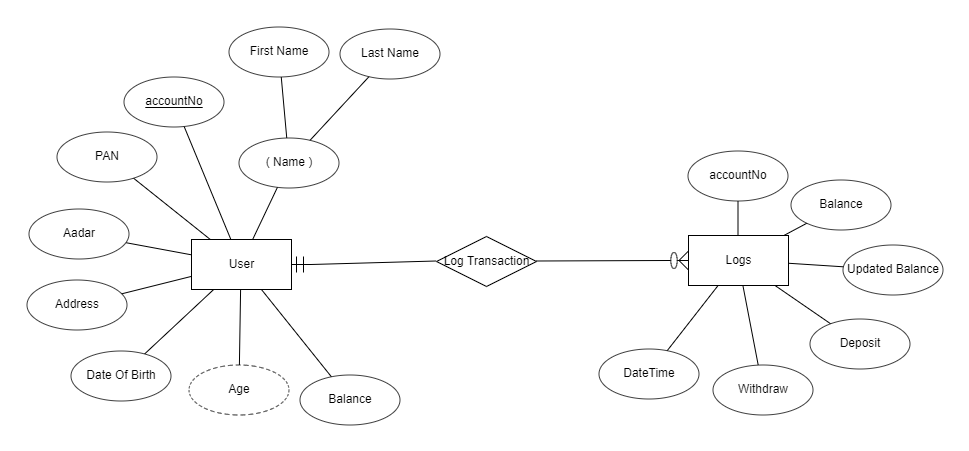 First Name
Last Name
accountNo
PAN
( Name )
accountNo
Balance
Aadar
User
Log Transaction
Logs
Updated Balance
Address
Deposit
Date Of Birth
Age
Balance
DateTime
Withdraw